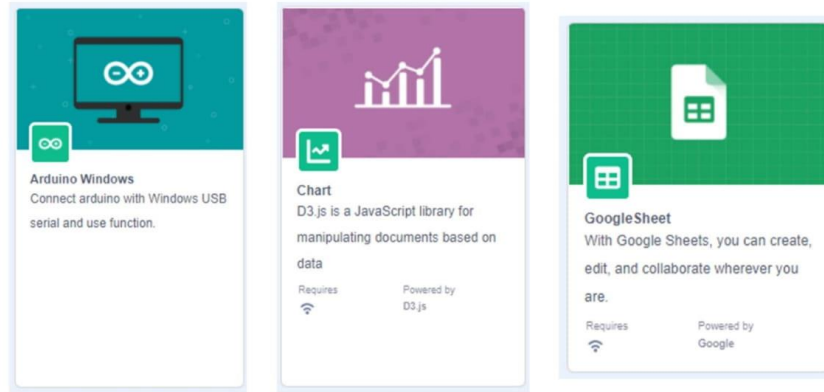 Arduino Windows
Connect arduino with Windows USB
serial and use function.
Chart
D3.js is a JavaScript library for
manipulating documents based on
data
Requires
Powered by
D3.js
GoogleSheet
With Google Sheets, you can create,
edit, and collaborate wherever you
are.
Requires
Powered by
Google